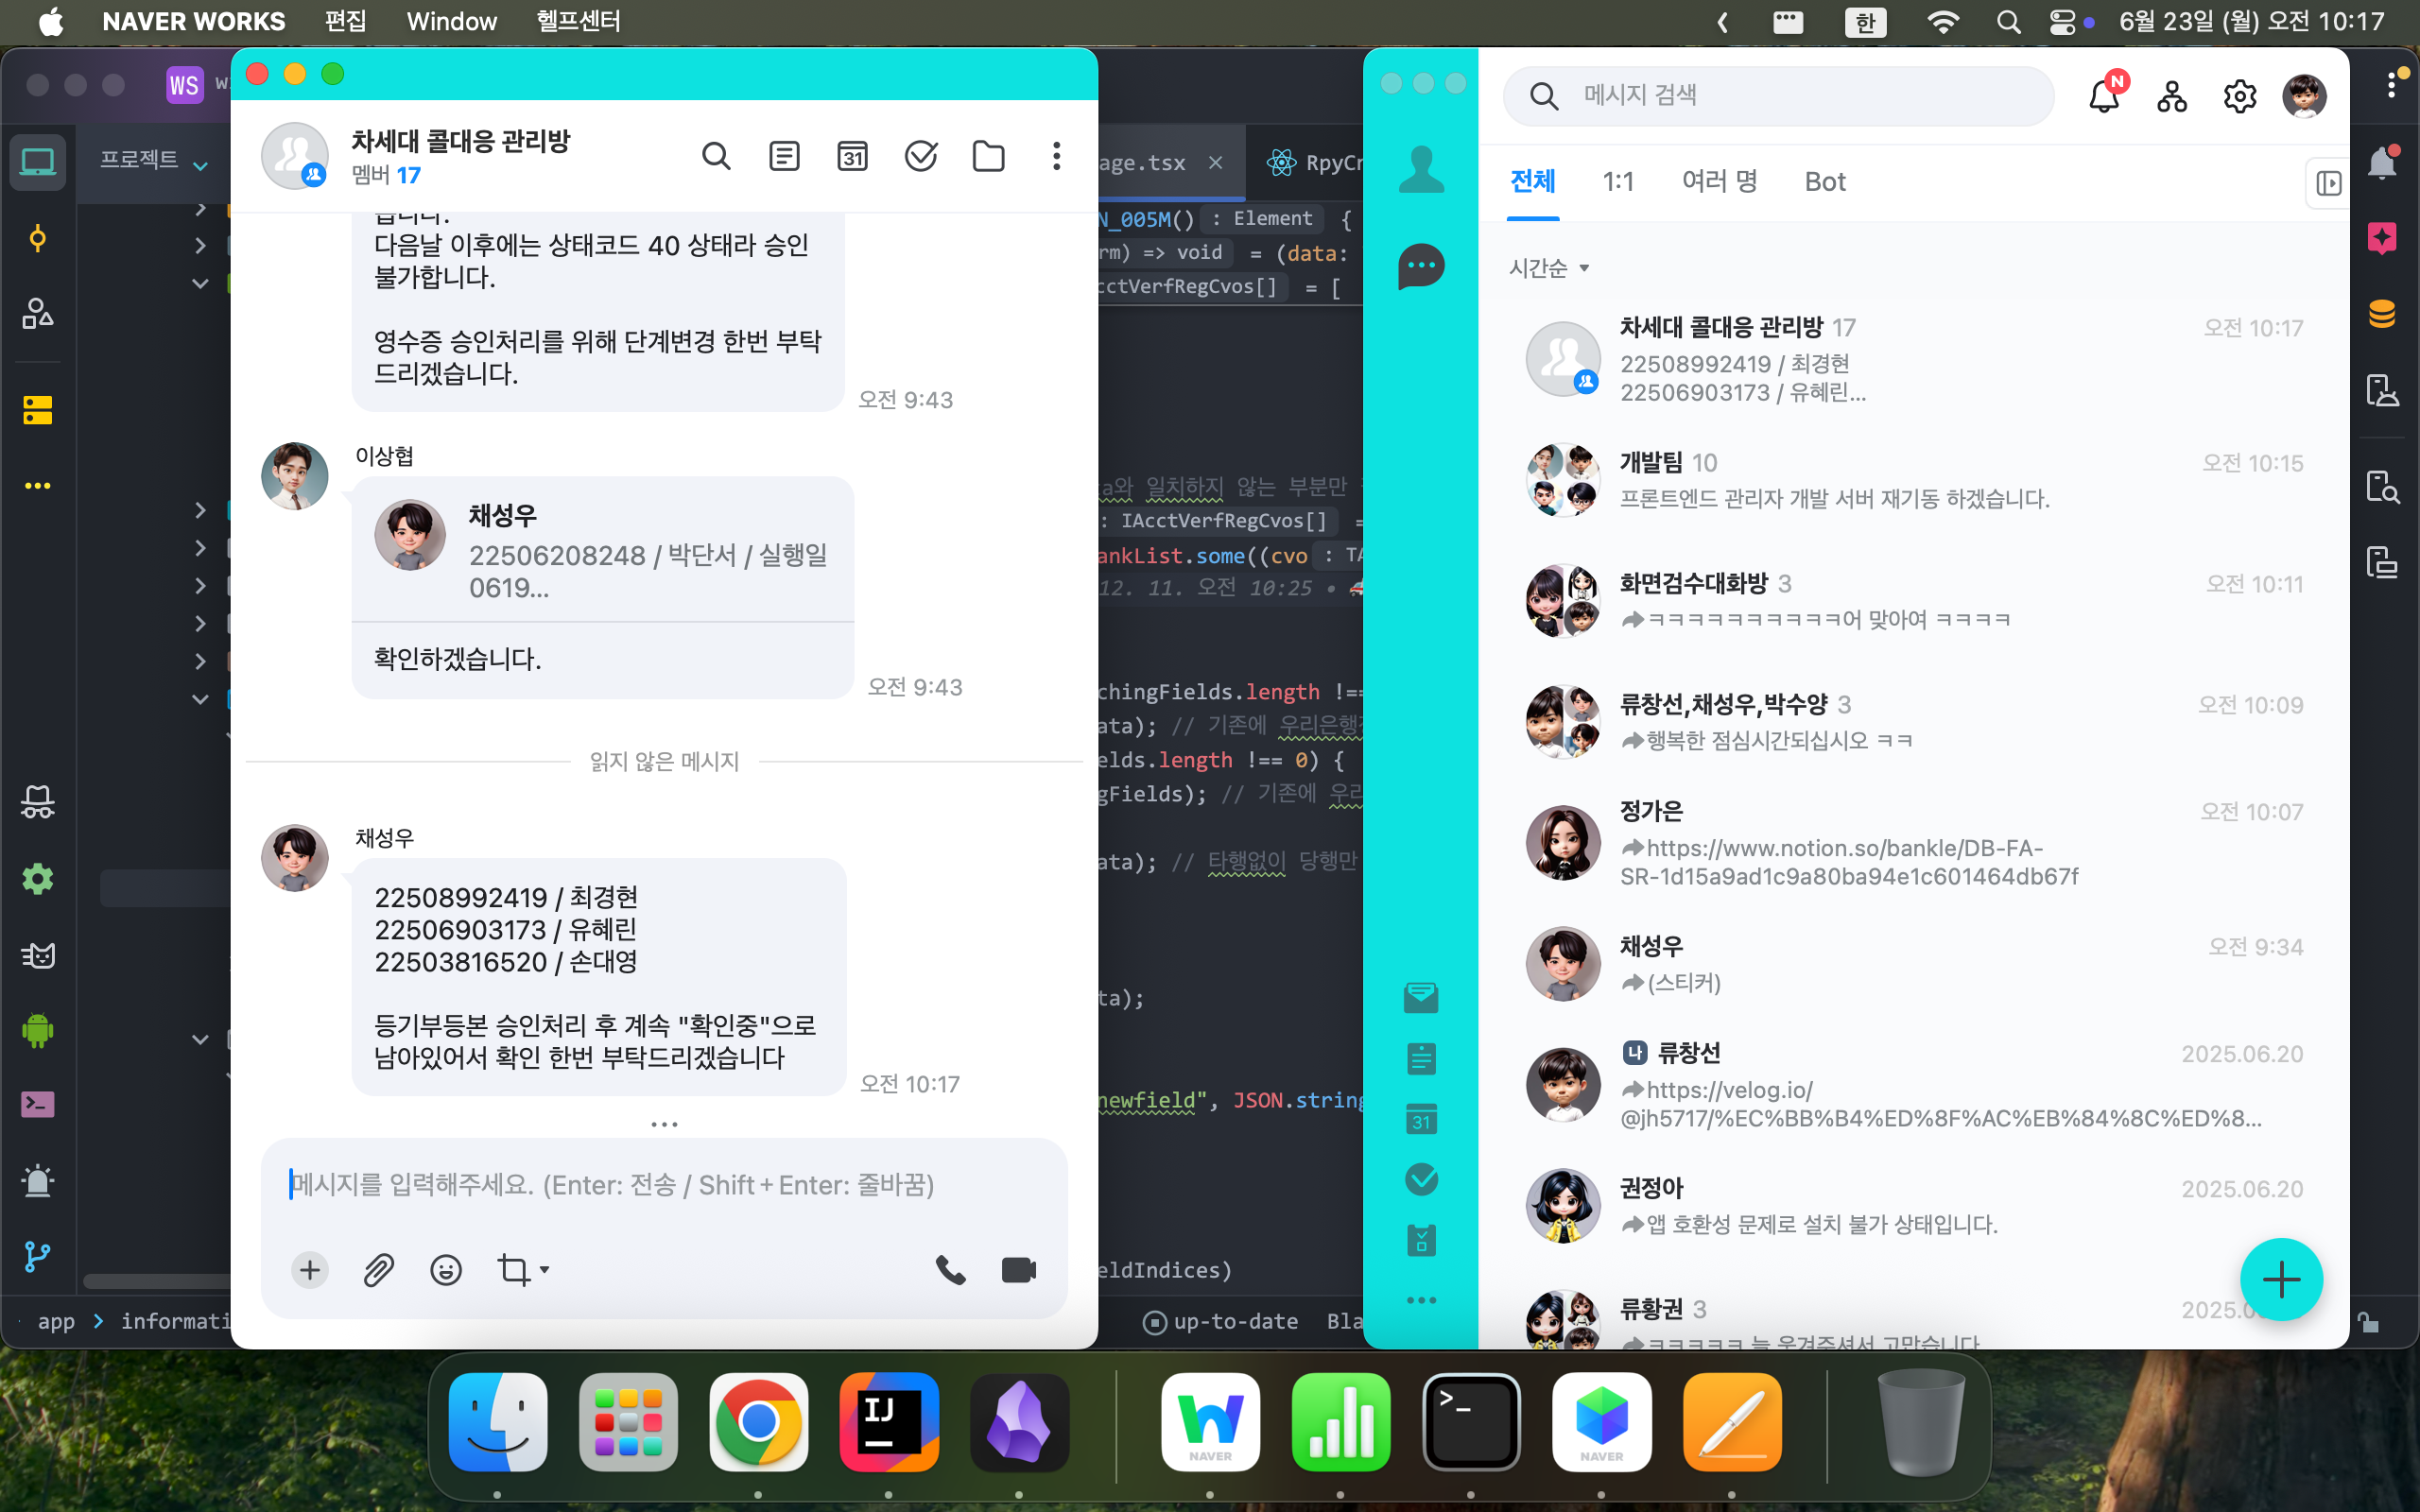 NAVER WORKS 편집 Window 헬프센터
한 6월 23일 (월) 오전 10:17
WS
프로젝트
차세대 콜대응 관리방
멤버 17
31
다음날 이후에는 상태코드 40 상태라 승인
불가합니다.
영수증 승인처리를 위해 단계변경 한번 부탁
드리겠습니다.
오전 9:43
이상협
채성우
22506208248 / 박단서 / 실행일
0619...
확인하겠습니다.
오전 9:43
읽지 않은 메시지
채성우
22508992419 / 최경현
22506903173 / 유혜린
22503816520 / 손대영
등기부등본 승인처리 후 계속 "확인중"으로
남아있어서 확인 한번 부탁드리겠습니다
오전 10:17
메시지를 입력해주세요. (Enter: 전송 / Shift+Enter: 줄바꿈)
age.tsx × RpyCr
N_005M() : Element {
rm) => void = (data:
cctVerfRegCvos[] = [
ta와 일치하지 않는 부분만
: IAcctVerfRegCvos[] =
ankList.some((cvo : TA
12. 11. 오전 10:25 •
chingFields.length !==
ata); // 기존에 우리은행
elds.length !== 0) {
gFields); // 기존에 우리
ata); // 타행없이 당행만
ta);
newfield", JSON.string
eldIndices)
app > informati
up-to-date Bla
메시지 검색
N
전체 1:1 여러 명 Bot
시간순
차세대 콜대응 관리방 17 오전 10:17
22508992419 / 최경현
22506903173 / 유혜린...
개발팀 10 오전 10:15
프론트엔드 관리자 개발 서버 재기동 하겠습니다.
화면검수대화방 3 오전 10:11
ㅋㅋㅋㅋㅋㅋㅋㅋㅋㅋ어 맞아여 ㅋㅋㅋㅋ
류창선,채성우,박수양 3 오전 10:09
행복한 점심시간되십시오 ㅋㅋ
정가은 오전 10:07
https://www.notion.so/bankle/DB-FA-
SR-1d15a9ad1c9a80ba94e1c601464db67f
채성우 오전 9:34
(스티커)
나 류창선 2025.06.20
https://velog.io/
@jh5717/%EC%BB%B4%ED%8F%AC%EB%84%8C%ED%8...
권정아 2025.06.20
앱 호환성 문제로 설치 불가 상태입니다.
류황권 3 2025.0
ㅋㅋㅋㅋㅋ 늘 웃겨주셔서 고맙습니다
31
IJ
NAVER
>_
NAVER